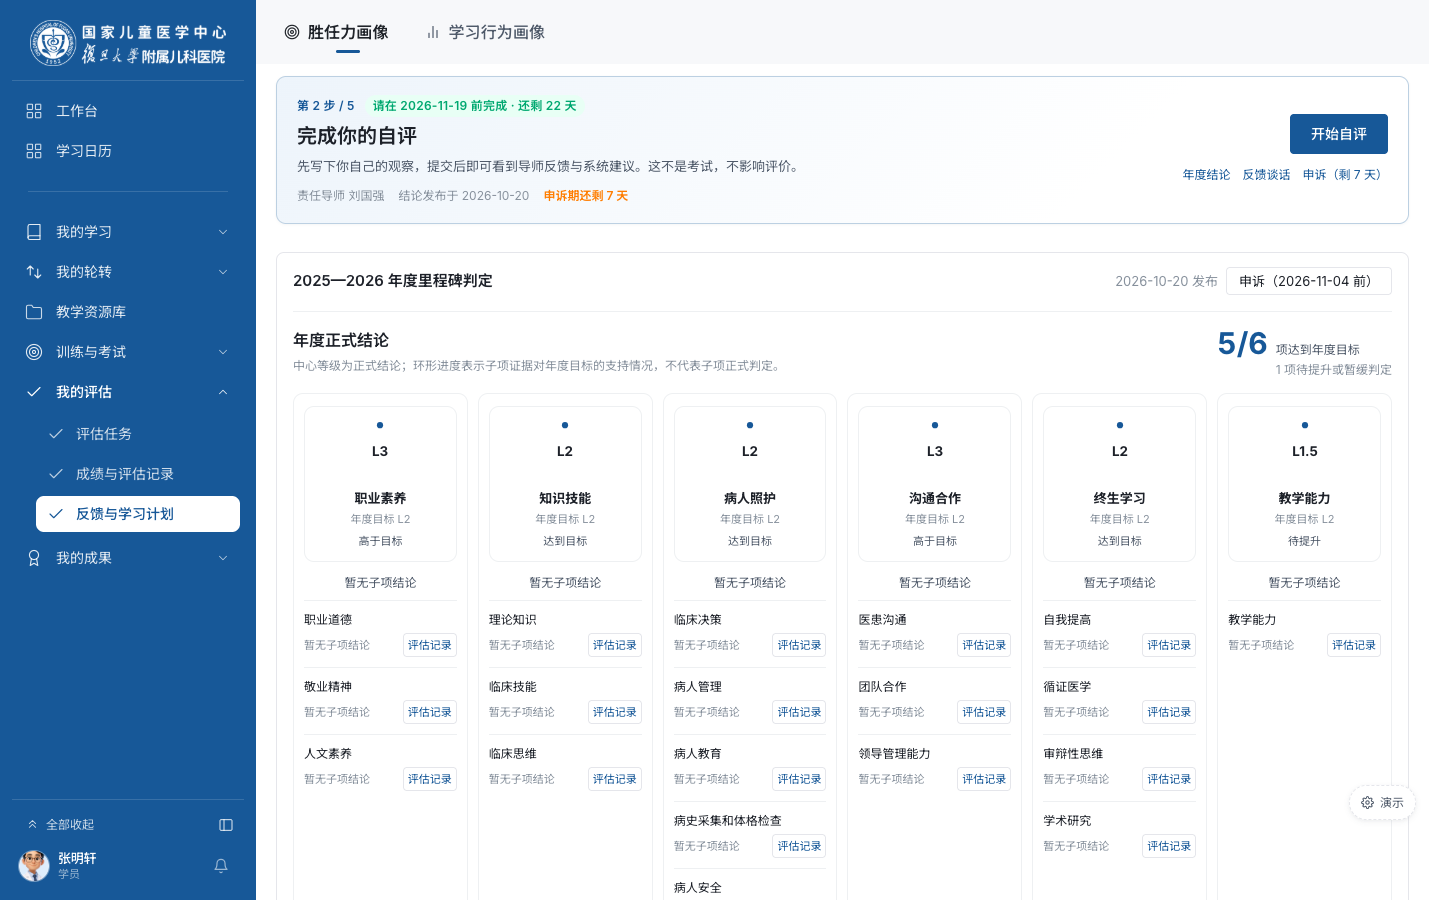 国家儿童医学中心
復旦大学附属儿科医院
工作台
学习日历
我的学习
我的轮转
教学资源库
训练与考试
我的评估
评估任务
成绩与评估记录
反馈与学习计划
我的成果
全部收起
张明轩
学员
胜任力画像
学习行为画像
第 2 步 / 5 请在 2026-11-19 前完成 · 还剩 22 天
完成你的自评
先写下你自己的观察，提交后即可看到导师反馈与系统建议。这不是考试，不影响评价。
责任导师 刘国强 结论发布于 2026-10-20 申诉期还剩 7 天
开始自评
年度结论 反馈谈话 申诉（剩 7 天）
2025—2026 年度里程碑判定
2026-10-20 发布
申诉（2026-11-04 前）
年度正式结论
中心等级为正式结论；环形进度表示子项证据对年度目标的支持情况，不代表子项正式判定。
5/6 项达到年度目标
1 项待提升或暂缓判定
L3
职业素养
年度目标 L2
高于目标
暂无子项结论
职业道德
暂无子项结论 评估记录
敬业精神
暂无子项结论 评估记录
人文素养
暂无子项结论 评估记录
L2
知识技能
年度目标 L2
达到目标
暂无子项结论
理论知识
暂无子项结论 评估记录
临床技能
暂无子项结论 评估记录
临床思维
暂无子项结论 评估记录
L2
病人照护
年度目标 L2
达到目标
暂无子项结论
临床决策
暂无子项结论 评估记录
病人管理
暂无子项结论 评估记录
病人教育
暂无子项结论 评估记录
病史采集和体格检查
暂无子项结论 评估记录
病人安全
L3
沟通合作
年度目标 L2
高于目标
暂无子项结论
医患沟通
暂无子项结论 评估记录
团队合作
暂无子项结论 评估记录
领导管理能力
暂无子项结论 评估记录
L2
终生学习
年度目标 L2
达到目标
暂无子项结论
自我提高
暂无子项结论 评估记录
循证医学
暂无子项结论 评估记录
审辩性思维
暂无子项结论 评估记录
学术研究
暂无子项结论 评估记录
L1.5
教学能力
年度目标 L2
待提升
暂无子项结论
教学能力
暂无子项结论 评估记录
演示